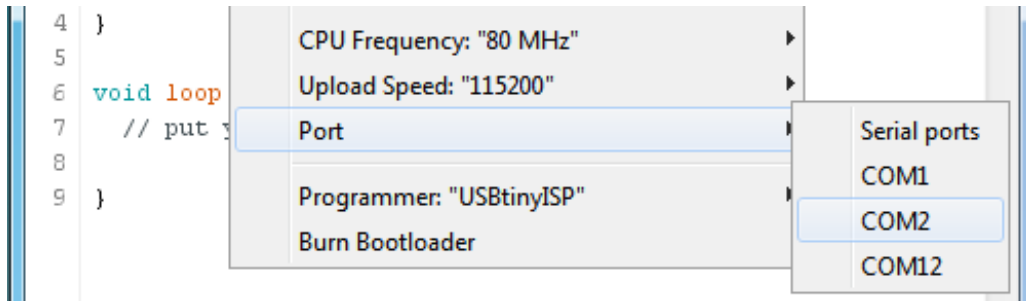 4 }
5
6 void loop
7 // put y
8
9 }
CPU Frequency: "80 MHz"
Upload Speed: "115200"
Port
Programmer: "USBtinyISP"
Burn Bootloader
Serial ports
COM1
COM2
COM12